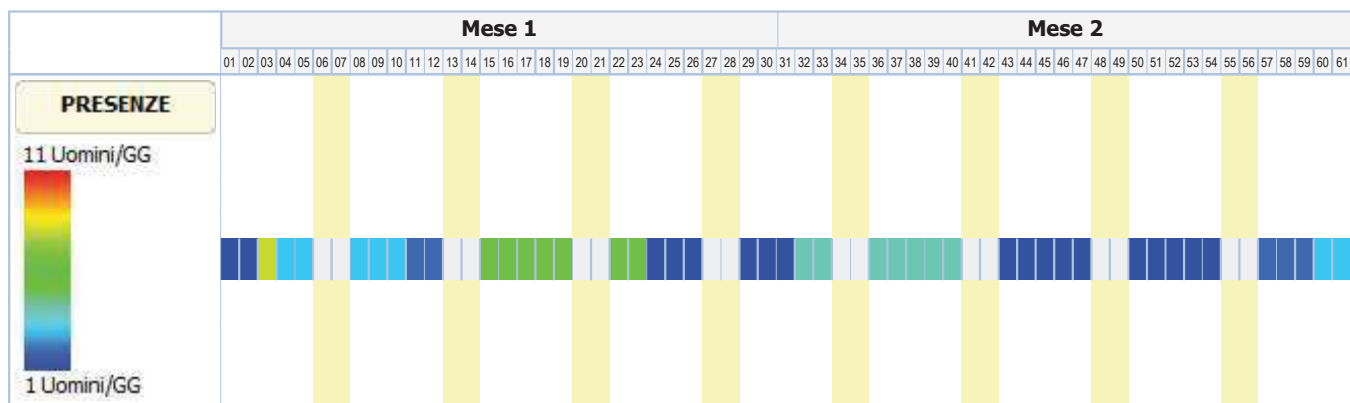 Mese 1 Mese 2
01 02 03 04 05 06 07 08 09 10 11 12 13 14 15 16 17 18 19 20 21 22 23 24 25 26 27 28 29 30 31 32 33 34 35 36 37 38 39 40 41 42 43 44 45 46 47 48 49 50 51 52 53 54 55 56 57 58 59 60 61
PRESENZE
11 Uomini/GG
1 Uomini/GG